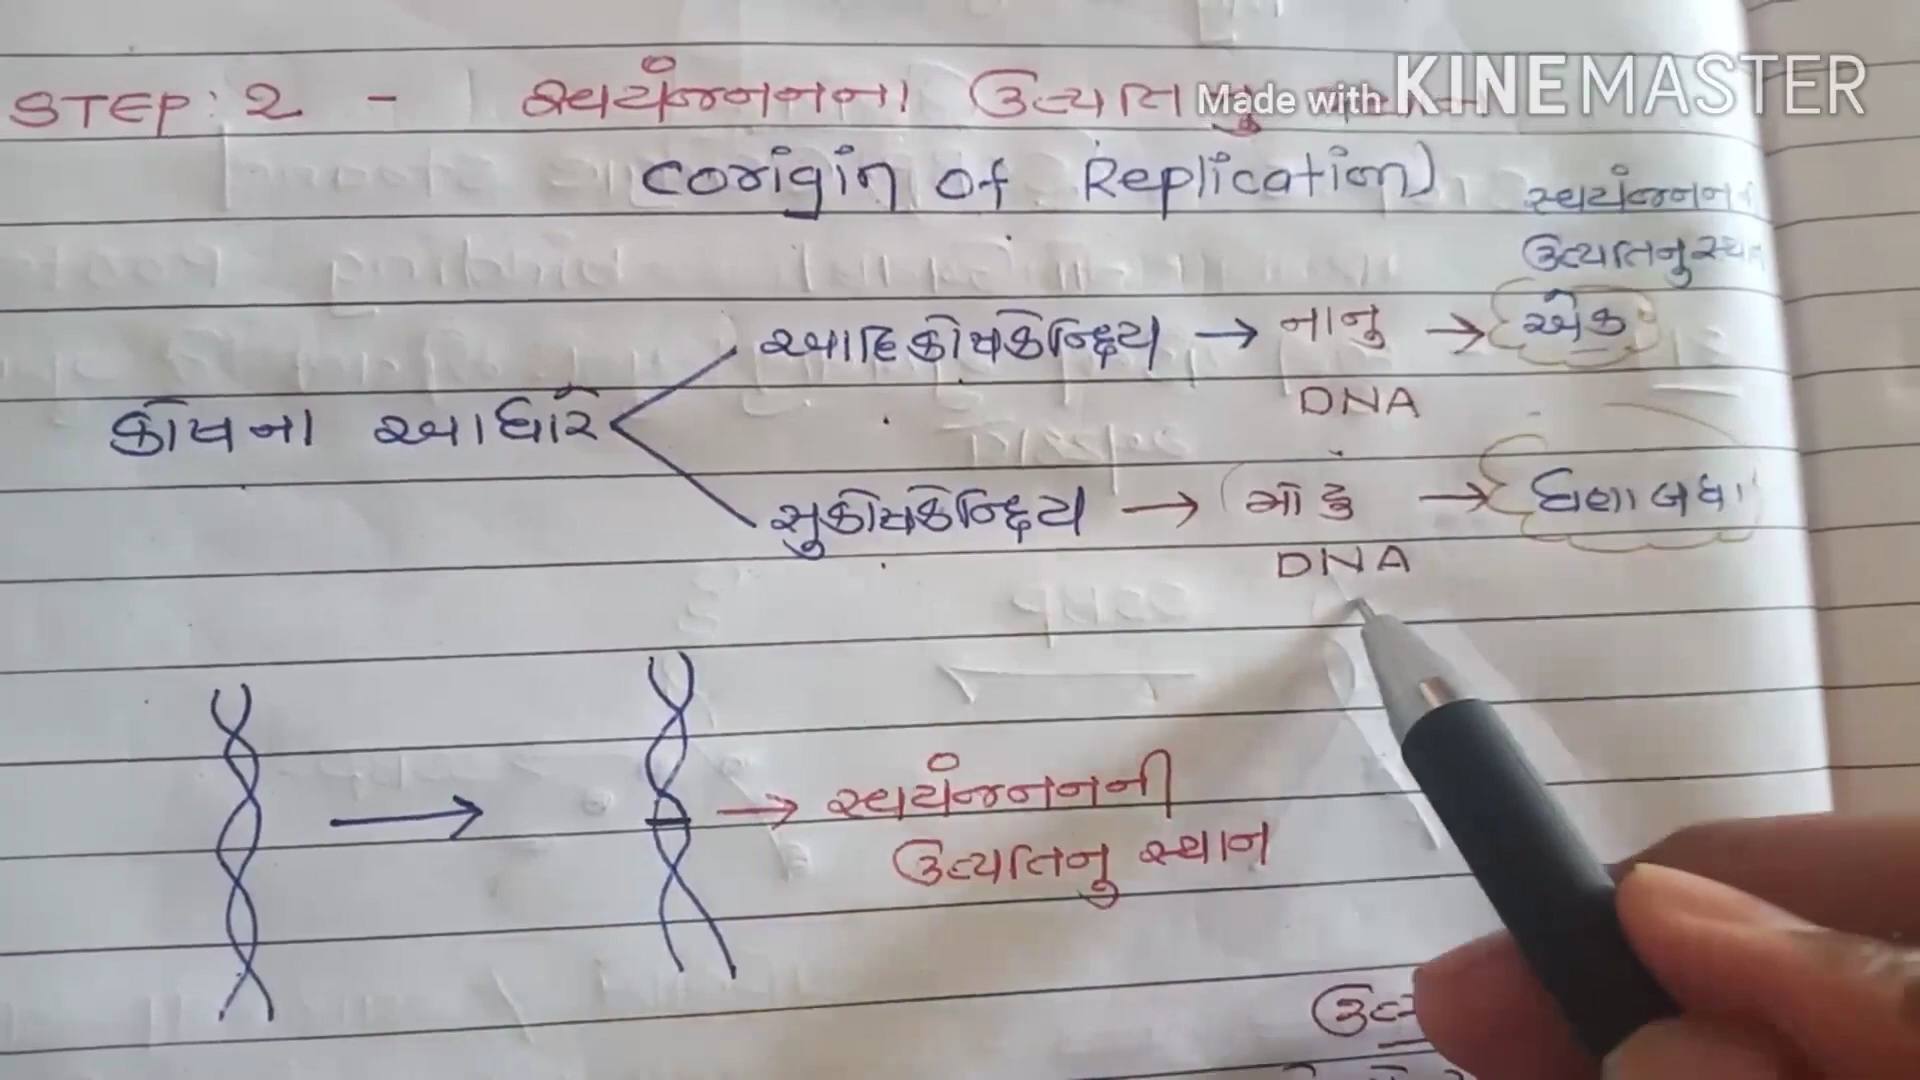 STEP: 2 - સ્વયંજનનના ઉત્પતિનુ
Made with KINEMASTER
(origin of Replication)
સ્વયંજનન
ઉત્પતિનુ સ્થાન
આદિકોષકેન્દ્રિય → નાનુ → એક
DNA
કોષના આધારે
સુકોષકેન્દ્રિય → મોટુ → ઘણા બધા
DNA
→ સ્વયંજનનની
ઉત્પતિનુ સ્થાન